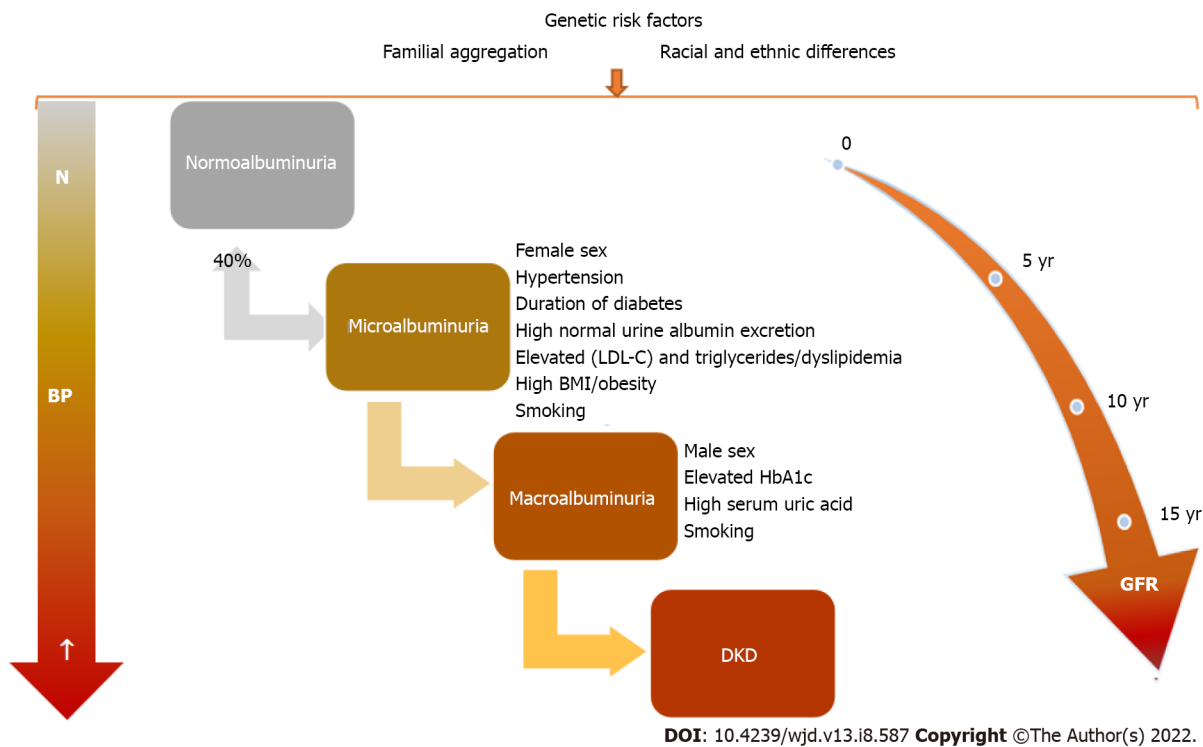 Genetic risk factors
Familial aggregation
Racial and ethnic differences
N
BP
↑
Normoalbuminuria
40%
Microalbuminuria
Female sex
Hypertension
Duration of diabetes
High normal urine albumin excretion
Elevated (LDL-C) and triglycerides/dyslipidemia
High BMI/obesity
Smoking
Macroalbuminuria
Male sex
Elevated HbA1c
High serum uric acid
Smoking
DKD
0
5 yr
10 yr
15 yr
GFR
DOI: 10.4239/wjd.v13.i8.587 Copyright ©The Author(s) 2022.